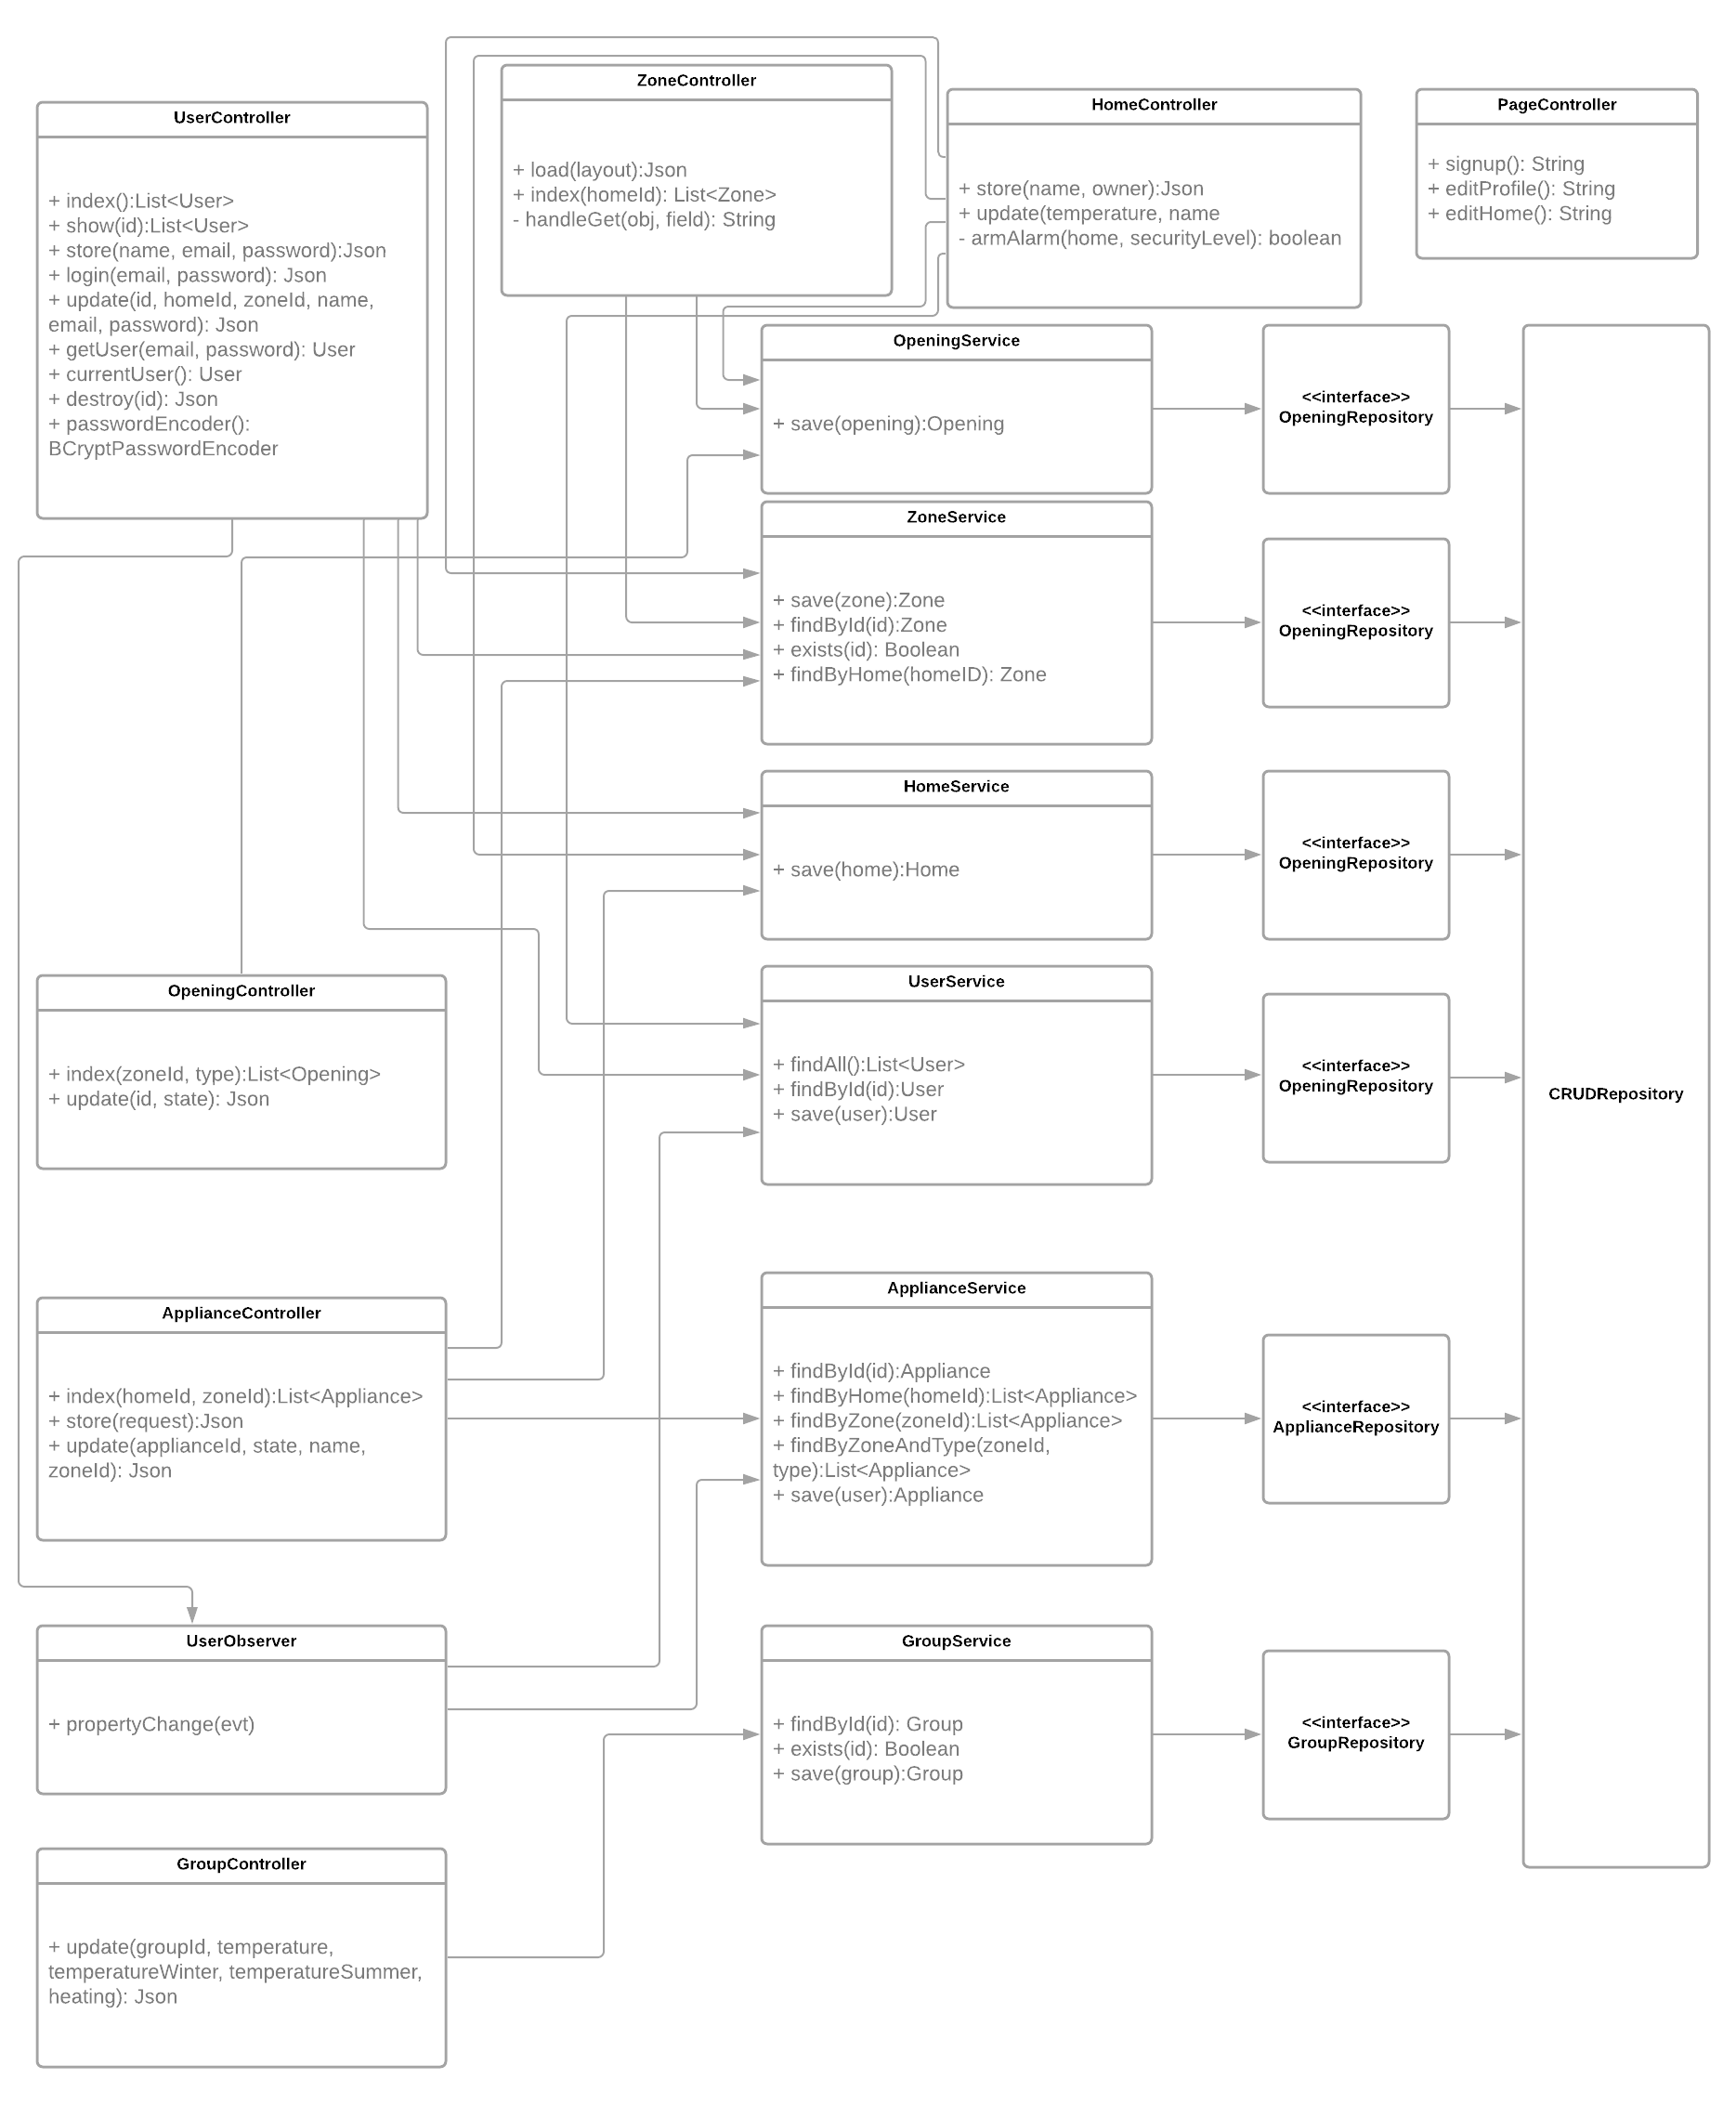 ZoneController
+ load(layout):Json
+ index(homeId): List<Zone>
- handleGet(obj, field): String
HomeController
+ store(name, owner):Json
+ update(temperature, name
- armAlarm(home, securityLevel): boolean
PageController
+ signup(): String
+ editProfile(): String
+ editHome(): String
UserController
+ index():List<User>
+ show(id):List<User>
+ store(name, email, password):Json
+ login(email, password): Json
+ update(id, homeId, zoneId, name,
email, password): Json
+ getUser(email, password): User
+ currentUser(): User
+ destroy(id): Json
+ passwordEncoder():
BCryptPasswordEncoder
OpeningService
+ save(opening):Opening
<<interface>>
OpeningRepository
ZoneService
+ save(zone):Zone
+ findById(id):Zone
+ exists(id): Boolean
+ findByHome(homeID): Zone
<<interface>>
OpeningRepository
HomeService
+ save(home):Home
<<interface>>
OpeningRepository
OpeningController
+ index(zoneId, type):List<Opening>
+ update(id, state): Json
UserService
+ findAll():List<User>
+ findById(id):User
+ save(user):User
<<interface>>
OpeningRepository
CRUDRepository
ApplianceController
+ index(homeId, zoneId):List<Appliance>
+ store(request):Json
+ update(applianceId, state, name,
zoneId): Json
ApplianceService
+ findById(id):Appliance
+ findByHome(homeId):List<Appliance>
+ findByZone(zoneId):List<Appliance>
+ findByZoneAndType(zoneId,
type):List<Appliance>
+ save(user):Appliance
<<interface>>
ApplianceRepository
UserObserver
+ propertyChange(evt)
GroupService
+ findById(id): Group
+ exists(id): Boolean
+ save(group):Group
<<interface>>
GroupRepository
GroupController
+ update(groupId, temperature,
temperatureWinter, temperatureSummer,
heating): Json